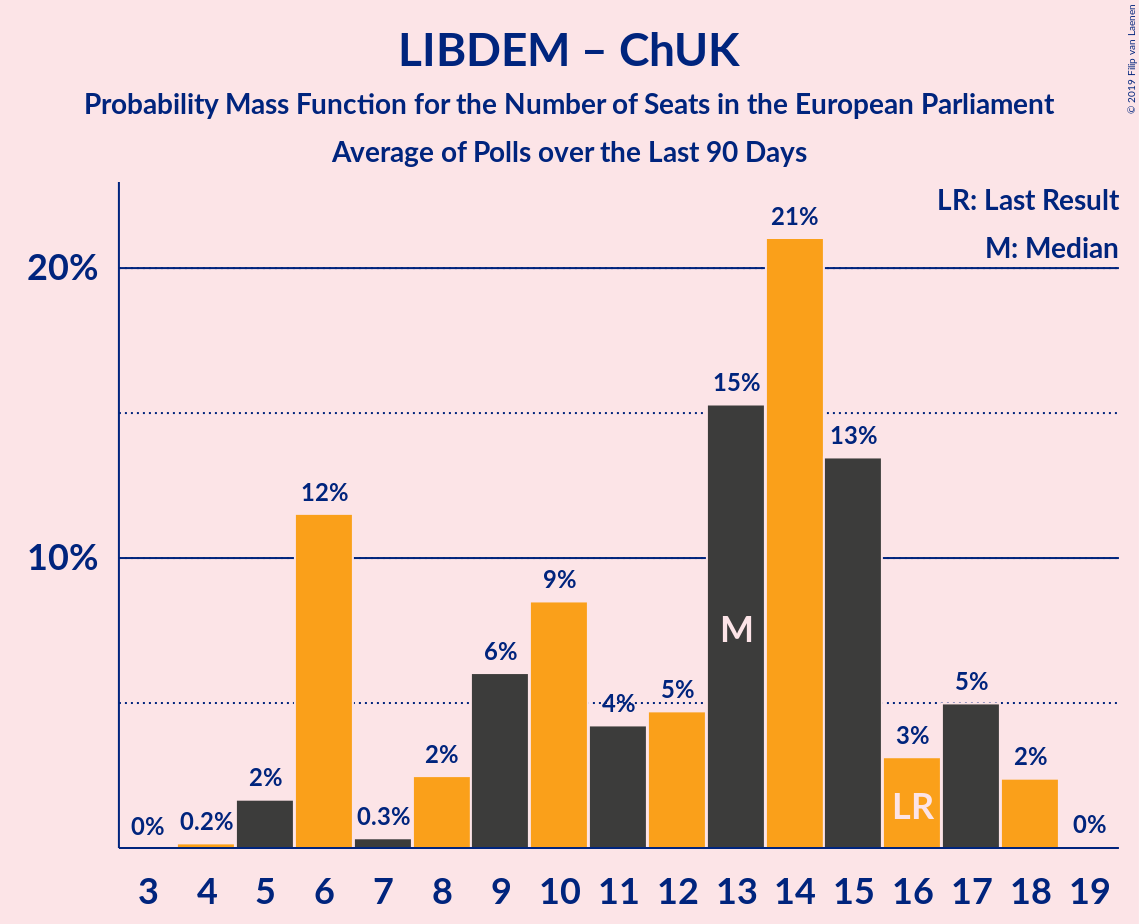 LIBDEM – ChUK
Probability Mass Function for the Number of Seats in the European Parliament
Average of Polls over the Last 90 Days
© 2019 Filip van Laenen
LR: Last Result
M: Median
20%
10%
0%
0.2%
2%
12%
0.3%
2%
6%
9%
4%
5%
15%
21%
13%
3%
5%
2%
0%
M
LR
3 4 5 6 7 8 9 10 11 12 13 14 15 16 17 18 19